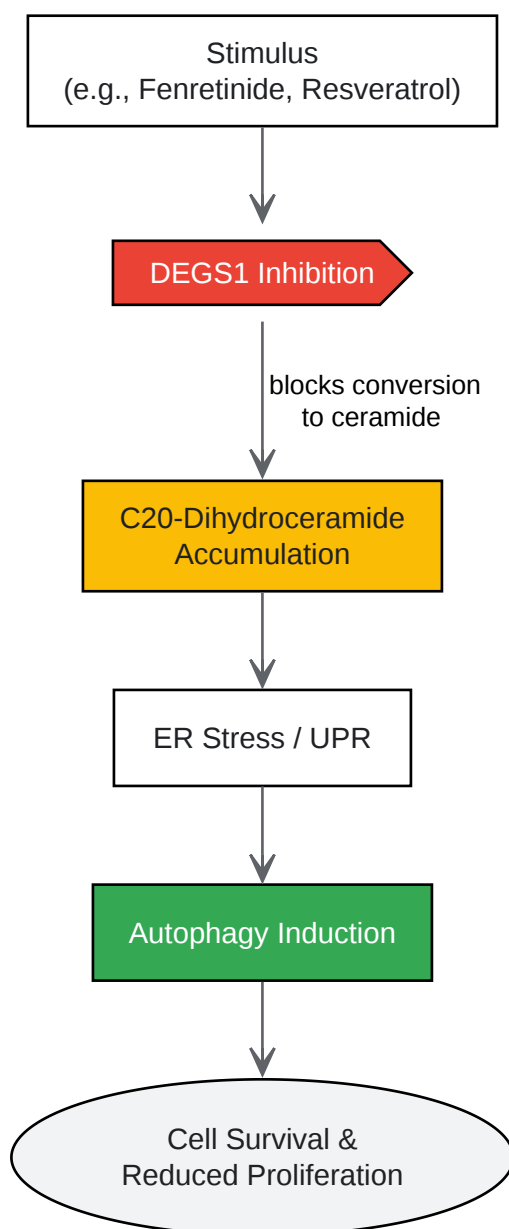 Stimulus
(e.g., Fenretinide, Resveratrol)
DEGS1 Inhibition
blocks conversion
to ceramide
C20-Dihydroceramide
Accumulation
ER Stress / UPR
Autophagy Induction
Cell Survival &
Reduced Proliferation